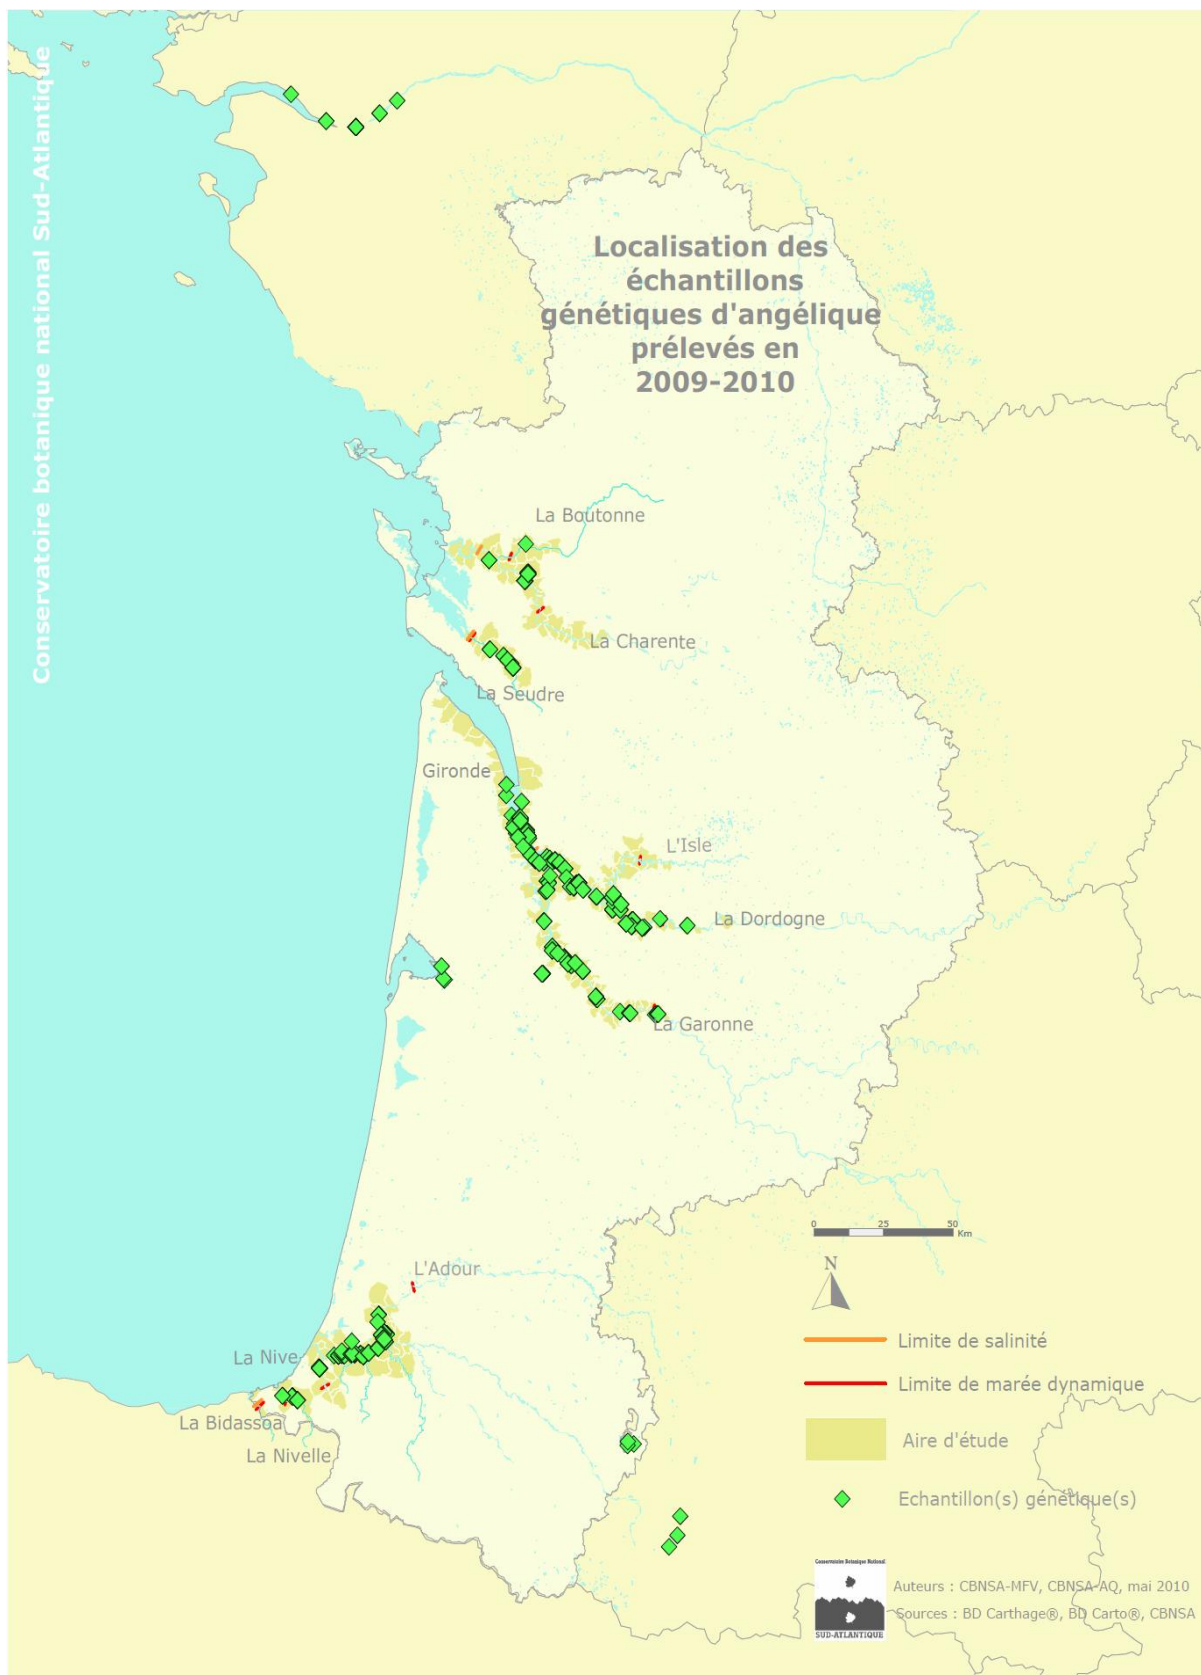 Conservatoire botanique national Sud-Atlantique
Localisation des
échantillons
génétiques d'angélique
prélevés en
2009-2010
La Boutonne
La Charente
La Seudre
Gironde
L'Isle
La Dordogne
La Garonne
0 25 50
Km
N
L'Adour
La Nive
La Bidassoa
La Nivelle
Limite de salinité
Limite de marée dynamique
Aire d'étude
Echantillon(s) génétique(s)
Conservatoire Botanique National
SUD-ATLANTIQUE
Auteurs : CBNSA-MFV, CBNSA-AQ, mai 2010
Sources : BD Carthage®, BD Carto®, CBNSA